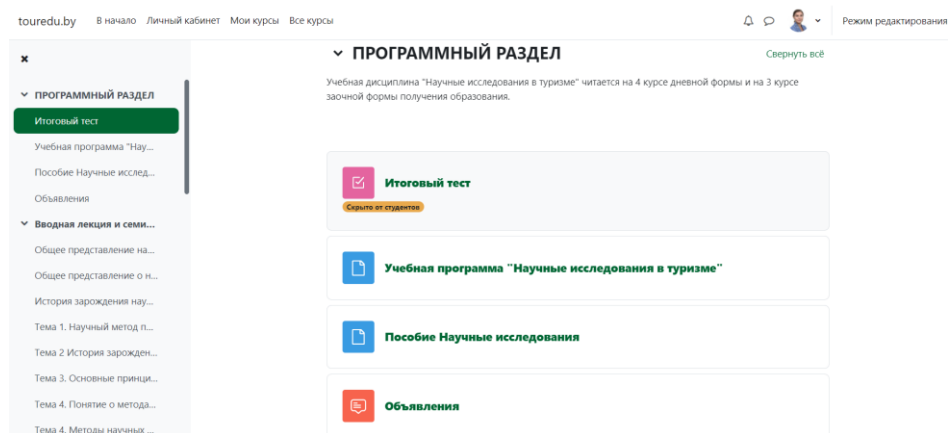 touredu.by В начало Личный кабинет Мои курсы Все курсы Режим редактирования
ПРОГРАММНЫЙ РАЗДЕЛ
Итоговый тест
Учебная программа "Нау...
Пособие Научные исслед...
Объявления
Вводная лекция и семи...
Общее представление на...
Общее представление о н...
История зарождения нау...
Тема 1. Научный метод п...
Тема 2 История зарожден...
Тема 3. Основные принци...
Тема 4. Понятие о метода...
Тема 4. Методы научных ...
ПРОГРАММНЫЙ РАЗДЕЛ Свернуть всё
Учебная дисциплина "Научные исследования в туризме" читается на 4 курсе дневной формы и на 3 курсе
заочной формы получения образования.
Итоговый тест
Скрыто от студентов
Учебная программа "Научные исследования в туризме"
Пособие Научные исследования
Объявления